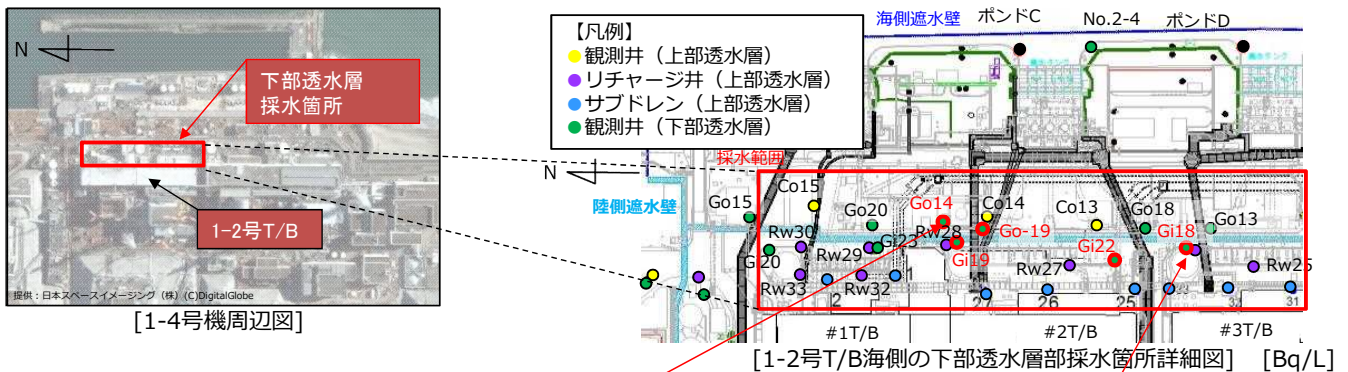 N
下部透水層
採水箇所
1-2号T/B
提供：日本スペースイメージング（株）(C)DigitalGlobe
[1-4号機周辺図]
海側遮水壁
ポンドC
No.2-4
ポンドD
【凡例】
観測井（上部透水層）
リチャージ井（上部透水層）
サブドレン（上部透水層）
観測井（下部透水層）
採水範囲
N
陸側遮水壁
Co15
Go15
Go14
Go20
Co14
Co13
Go18
Go13
Rw30
Rw28
Go-19
Gi18
Gi20
Gi23
Gi19
Gi22
Rw29
Rw27
Rw25
Rw33
Rw32
2
27
26
25
32
31
#1T/B
#2T/B
#3T/B
[1-2号T/B海側の下部透水層部採水箇所詳細図]
[Bq/L]